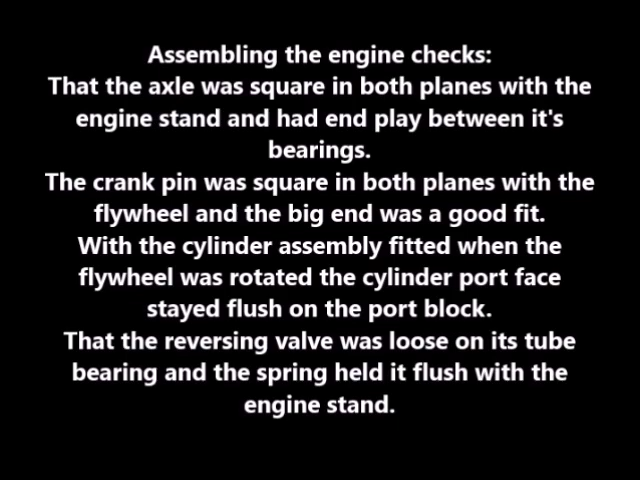 Assembling the engine checks:
That the axle was square in both planes with the
engine stand and had end play between it's
bearings.
The crank pin was square in both planes with the
flywheel and the big end was a good fit.
With the cylinder assembly fitted when the
flywheel was rotated the cylinder port face
stayed flush on the port block.
That the reversing valve was loose on its tube
bearing and the spring held it flush with the
engine stand.